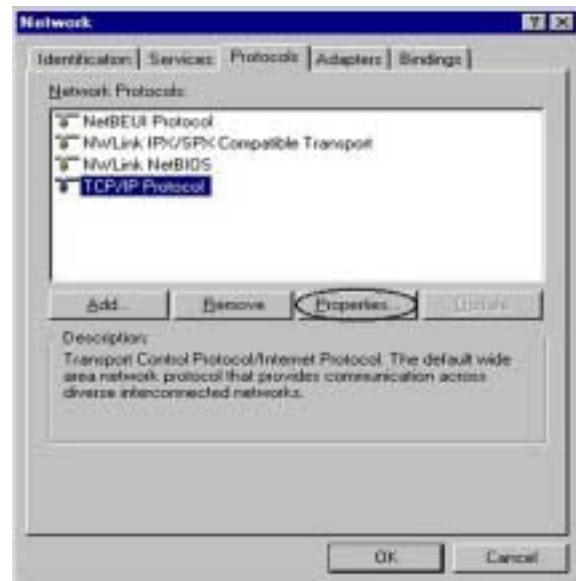 Network
Identification Services Protocols Adapters Bindings
Network Protocols:
NetBEUI Protocol
NWLink IPX/SPX Compatible Transport
NWLink NetBIOS
TCP/IP Protocol
Add... Remove Properties... Update
Description:
Transport Control Protocol/Internet Protocol. The default wide
area network protocol that provides communication across
diverse interconnected networks.
OK Cancel